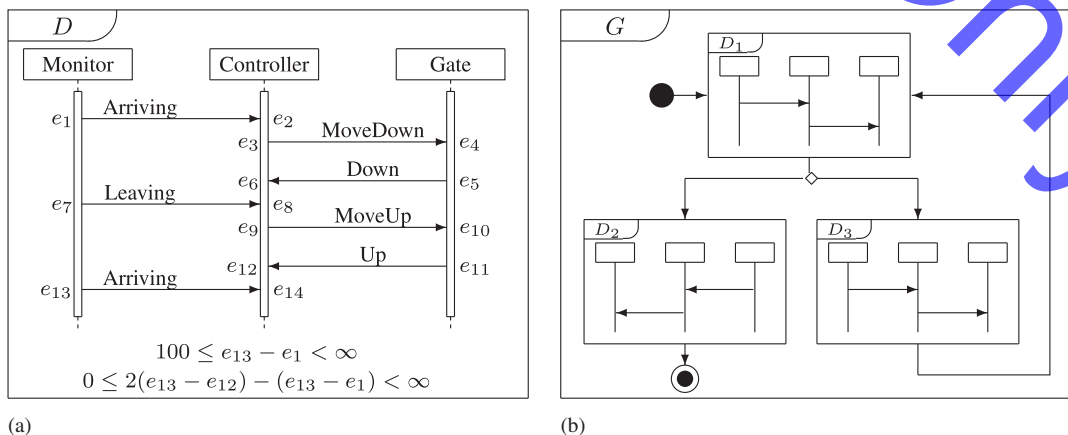 D
Monitor Controller Gate
Arriving
e₁ e₂
MoveDown
e₃ e₄
Down
e₆ e₅
Leaving
e₇ e₈
MoveUp
e₉ e₁₀
Up
e₁₂ e₁₁
Arriving
e₁₃ e₁₄
100 ≤ e₁₃ − e₁ < ∞
0 ≤ 2(e₁₃ − e₁₂) − (e₁₃ − e₁) < ∞
(a)
G
D₁
D₂ D₃
(b)